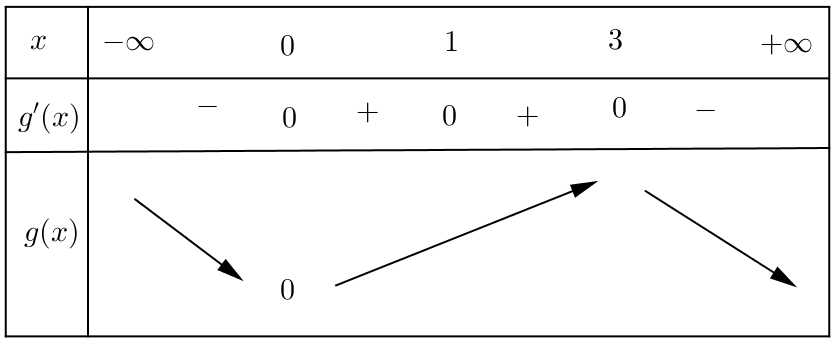 x −∞ 0 1 3 +∞
g′(x) − 0 + 0 + 0 −
g(x)
0